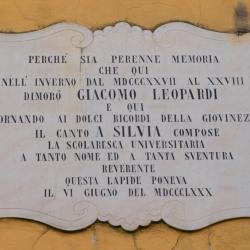 PERCHÈ SIA PERENNE MEMORIA
CHE QUI
NELL' INVERNO DAL MDCCCXXVII AL XXVIII
DIMORÒ GIACOMO LEOPARDI
E QUI
ORNANDO AI DOLCI RICORDI DELLA GIOVINEZ
IL CANTO A SILVIA COMPOSE
LA SCOLARESCA UNIVERSITARIA
A TANTO NOME ED A TANTA SVENTURA
REVERENTE
QUESTA LAPIDE PONEVA
IL VI GIUGNO DEL MDCCCLXXX